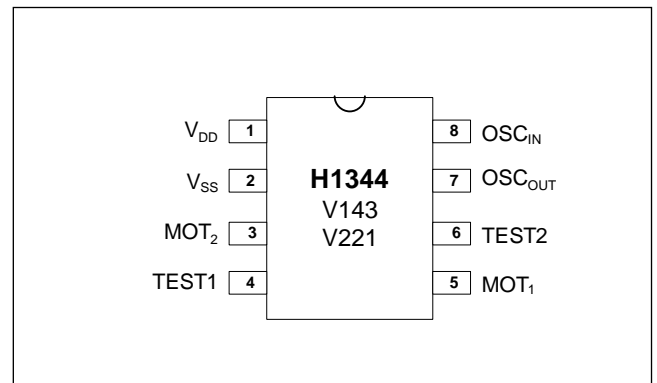 V_DD 1 8 OSC_IN
H1344
V_SS 2 7 OSC_OUT
V143
MOT_2 3 V221 6 TEST2
TEST1 4 5 MOT_1